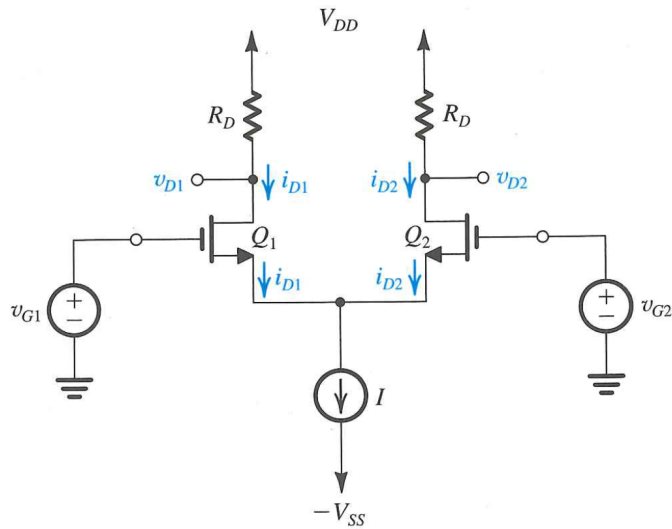 V_DD
R_D R_D
v_D1 i_D1 i_D2 v_D2
Q_1 Q_2
i_D1 i_D2
v_G1 + − + − v_G2
I
−V_SS